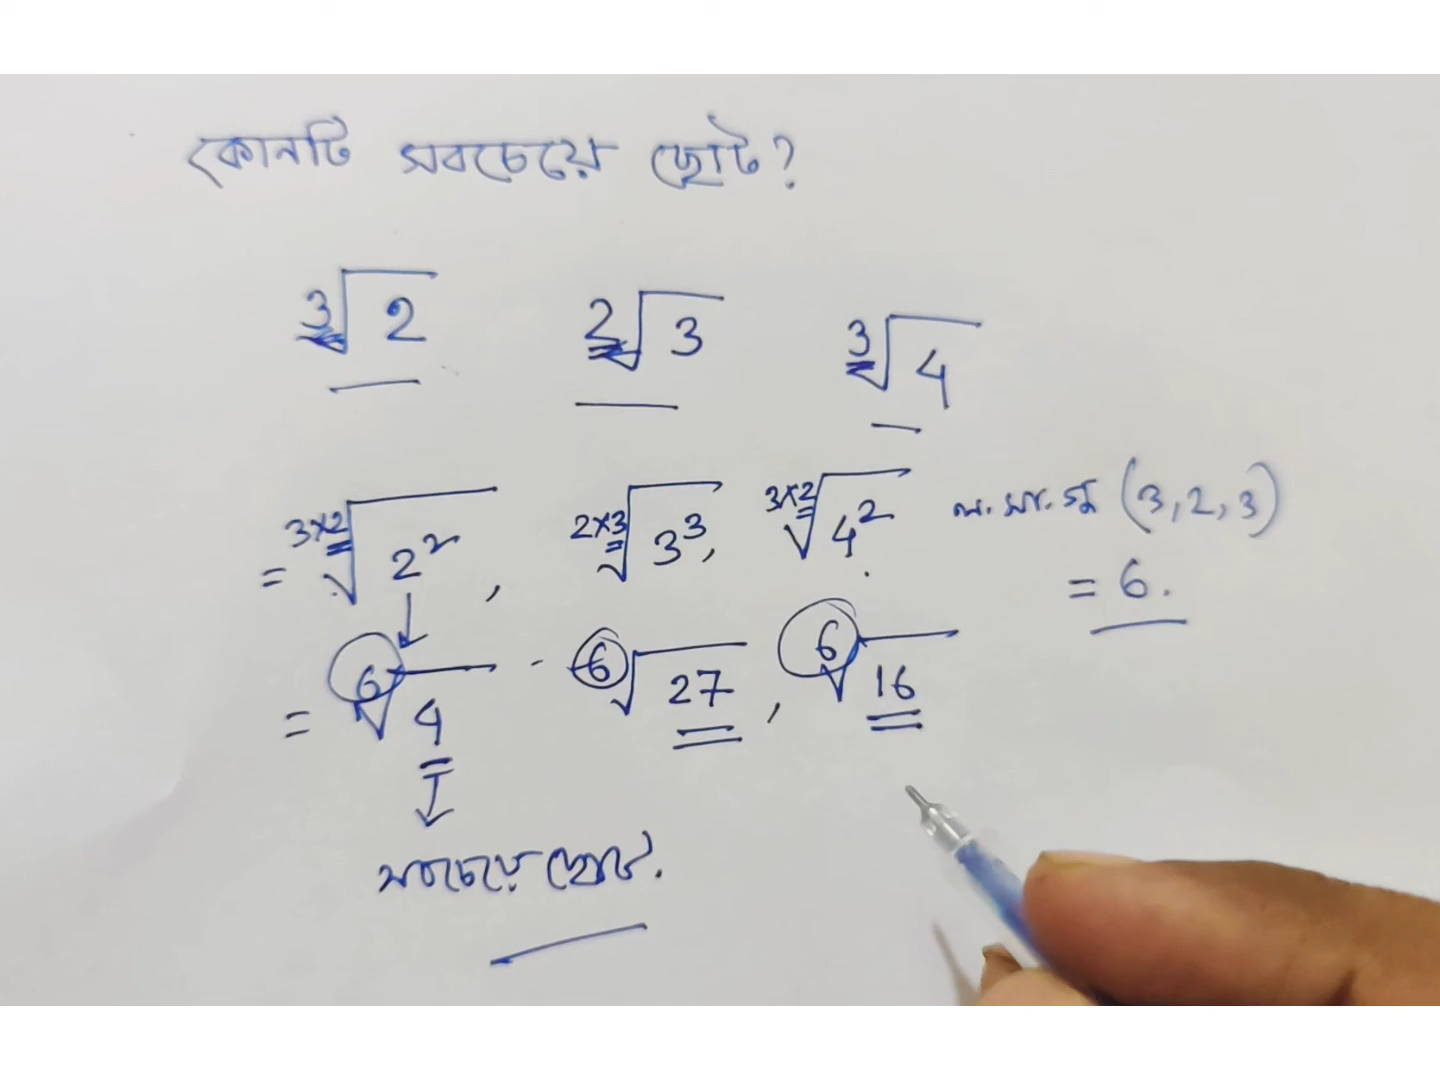 কোনটি সবচেয়ে ছোট?
∛2 ²√3 ∛4
= ³ˣ²√2², ²ˣ³√3³, ³ˣ²√4² ল.সা.গু (3, 2, 3)
= 6.
= ⁶√4 ⁶√27, ⁶√16
সবচেয়ে ছোট.